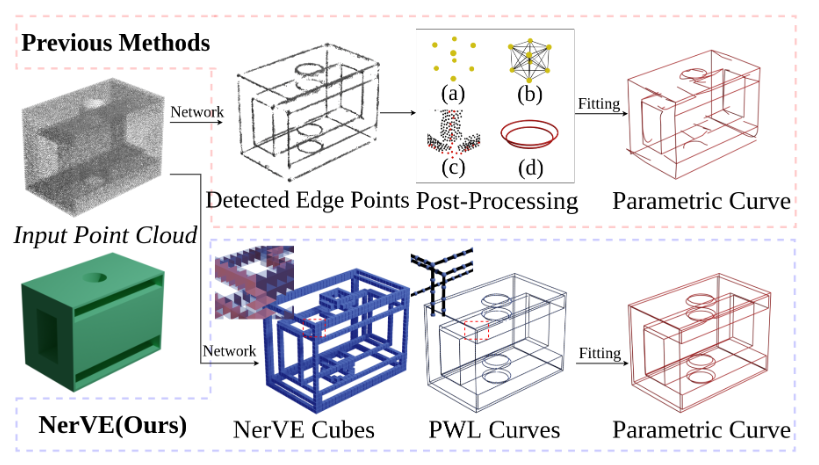 Previous Methods
Network
(a)
(b)
(c)
(d)
Fitting
Detected Edge Points
Post-Processing
Parametric Curve
Input Point Cloud
Network
Fitting
NerVE(Ours)
NerVE Cubes
PWL Curves
Parametric Curve